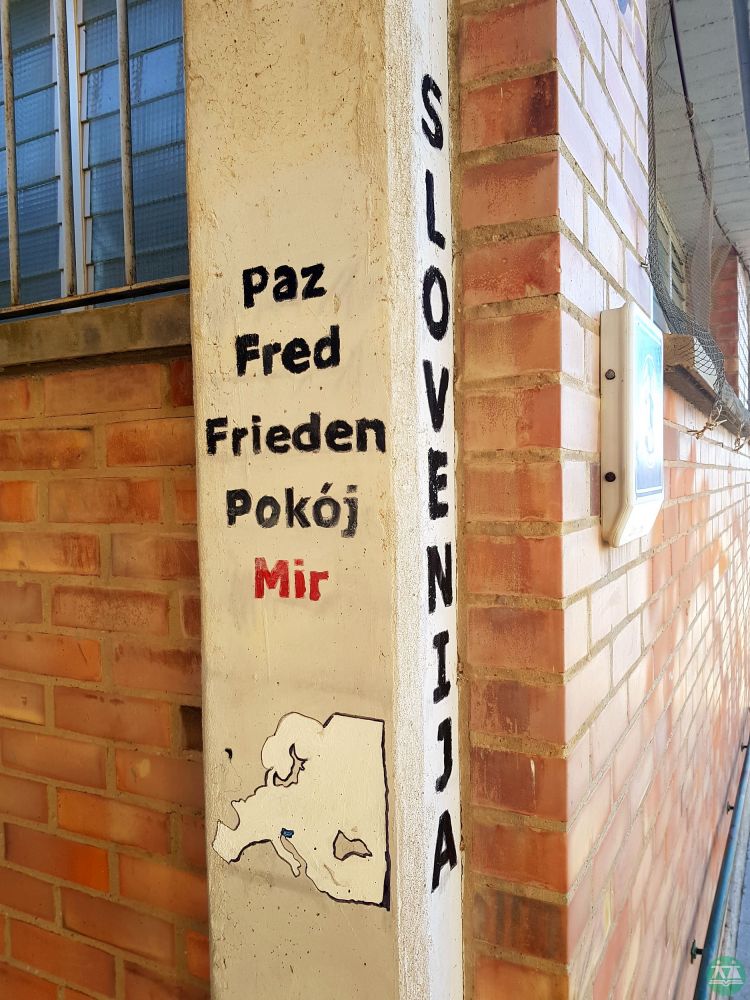 Paz
Fred
Frieden
Pokój
Mir
SLOVENIJA